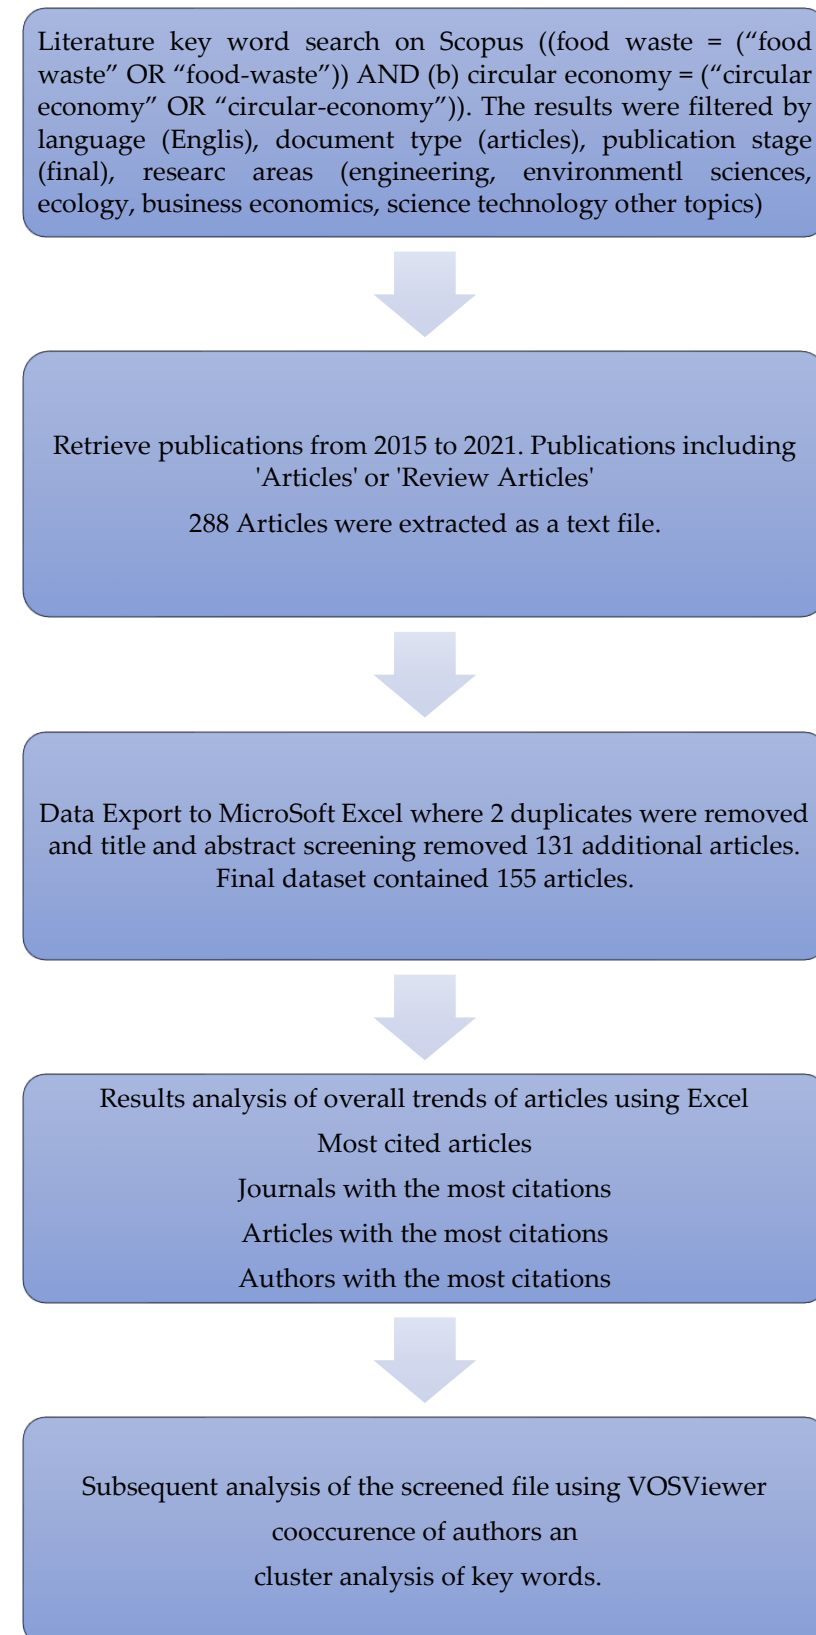 Literature key word search on Scopus ((food waste = (“food
waste” OR “food-waste”)) AND (b) circular economy = (“circular
economy” OR “circular-economy”)). The results were filtered by
language (Englis), document type (articles), publication stage
(final), researc areas (engineering, environmentl sciences,
ecology, business economics, science technology other topics)
Retrieve publications from 2015 to 2021. Publications including
'Articles' or 'Review Articles'
288 Articles were extracted as a text file.
Data Export to MicroSoft Excel where 2 duplicates were removed
and title and abstract screening removed 131 additional articles.
Final dataset contained 155 articles.
Results analysis of overall trends of articles using Excel
Most cited articles
Journals with the most citations
Articles with the most citations
Authors with the most citations
Subsequent analysis of the screened file using VOSViewer
cooccurence of authors an
cluster analysis of key words.